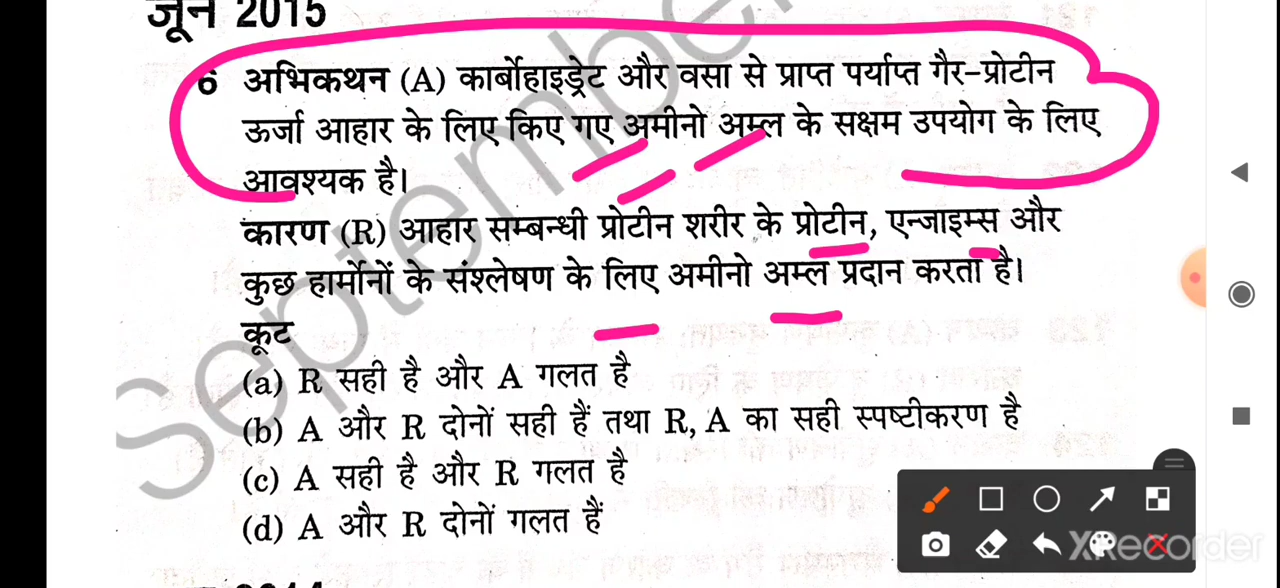 जून 2015
6 अभिकथन (A) कार्बोहाइड्रेट और वसा से प्राप्त पर्याप्त गैर-प्रोटीन
ऊर्जा आहार के लिए किए गए अमीनो अम्ल के सक्षम उपयोग के लिए
आवश्यक है।
कारण (R) आहार सम्बन्धी प्रोटीन शरीर के प्रोटीन, एन्जाइम्स और
कुछ हार्मोनों के संश्लेषण के लिए अमीनो अम्ल प्रदान करता है।
कूट
(a) R सही है और A गलत है
(b) A और R दोनों सही हैं तथा R, A का सही स्पष्टीकरण है
(c) A सही है और R गलत है
(d) A और R दोनों गलत हैं
September
XRecorder